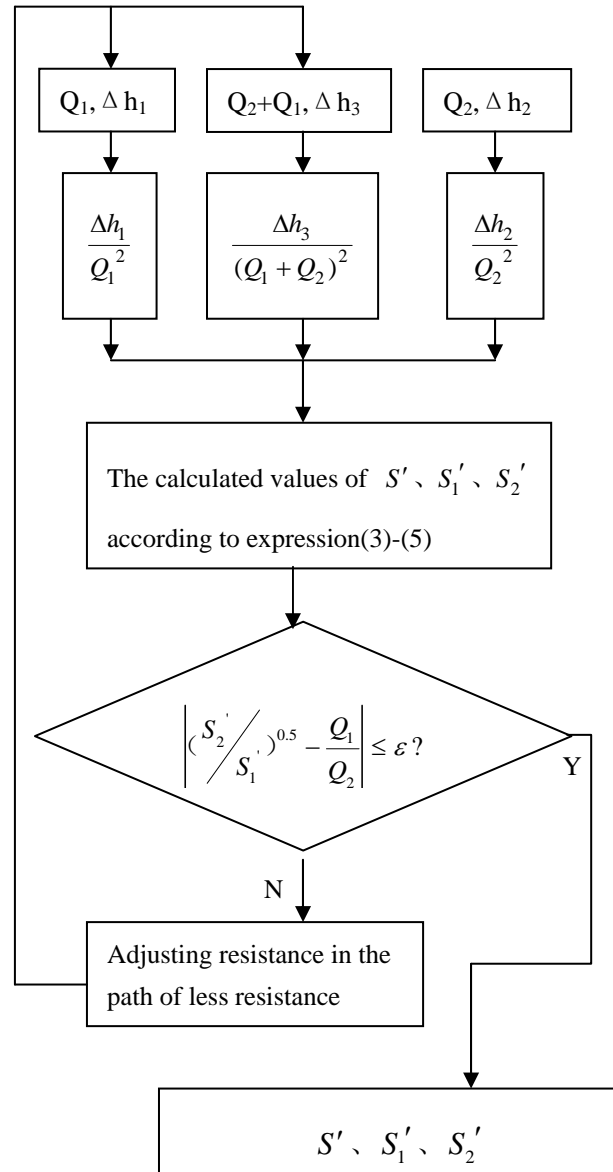 Q₁, Δ h₁
Q₂+Q₁, Δ h₃
Q₂, Δ h₂
Δh₁ / Q₁²
Δh₃ / (Q₁ + Q₂)²
Δh₂ / Q₂²
The calculated values of S′ 、 S₁′ 、 S₂′
according to expression(3)-(5)
|(S₂' / S₁')^0.5 − Q₁ / Q₂| ≤ ε ?
Y
N
Adjusting resistance in the
path of less resistance
S′ 、 S₁′ 、 S₂′